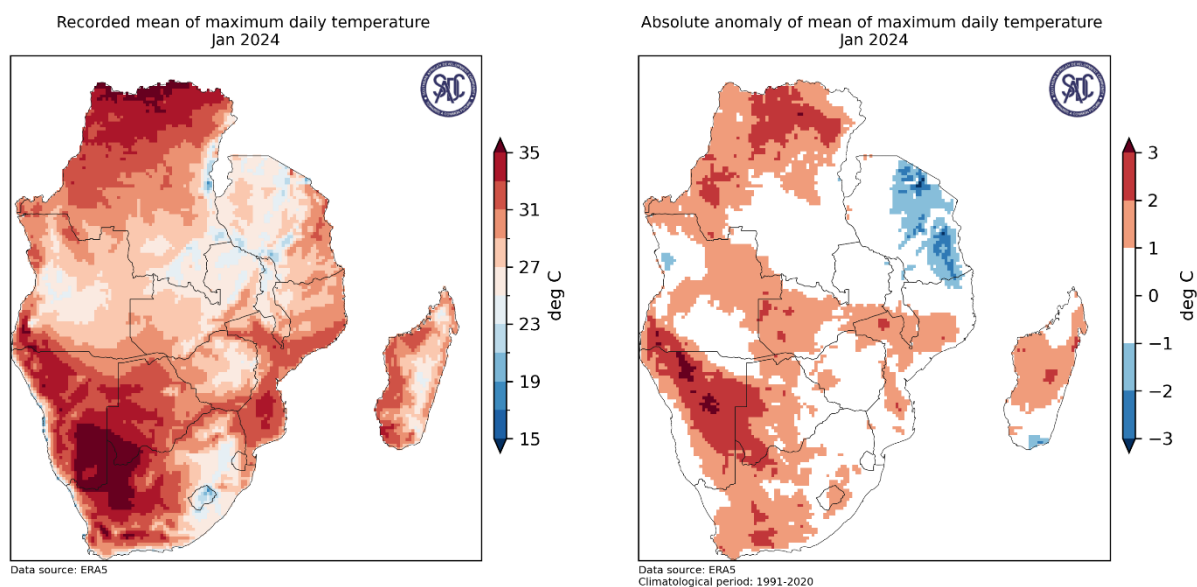 Recorded mean of maximum daily temperature
Jan 2024
SADC
35
31
27
23
19
15
deg C
Data source: ERA5
Absolute anomaly of mean of maximum daily temperature
Jan 2024
SADC
3
2
1
0
−1
−2
−3
deg C
Data source: ERA5
Climatological period: 1991-2020